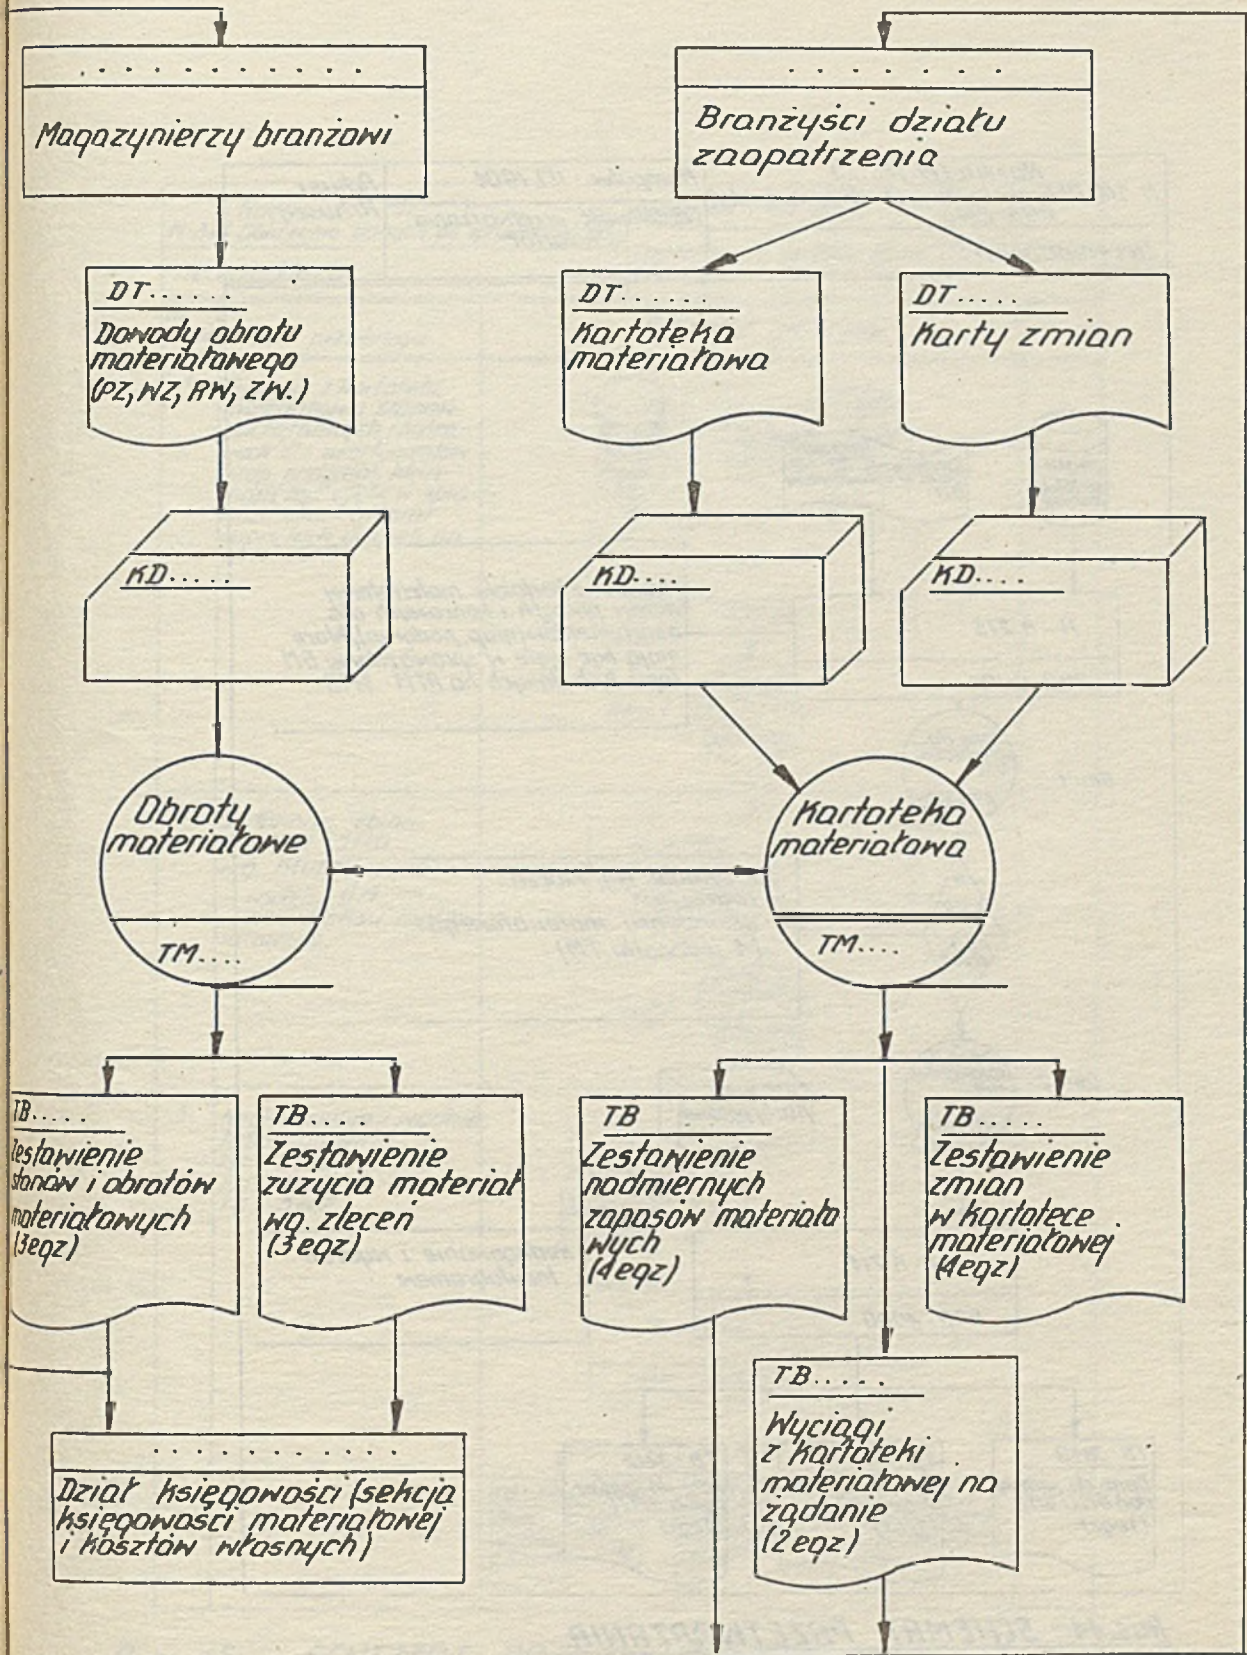 Magazynierzy branżowi
Branżyści działu
zaopatrzenia
DT......
Dowody obrotu
materiałowego
(PZ, WZ, RW, ZW.)
DT......
Kartoteka
materiałowa
DT.....
Karty zmian
KD.....
KD....
KD....
Obroty
materiałowe
TM....
Kartoteka
materiałowa
TM....
TB.....
Zestawienie
stanów i obrotów
materiałowych
(3egz)
TB....
Zestawienie
zuzycia materiał
wg. zleceń
(3egz)
TB
Zestawienie
nadmiernych
zapasów materiało
wych
(4egz)
TB.....
Zestawienie
zmian
w kartotece .
materiałowej
(4egz)
TB.....
Wyciągi
z kartoteki
materiałowej na
żądanie
(2egz)
Dział księgowości (sekcja
księgowości materiałowej
i kosztów własnych)